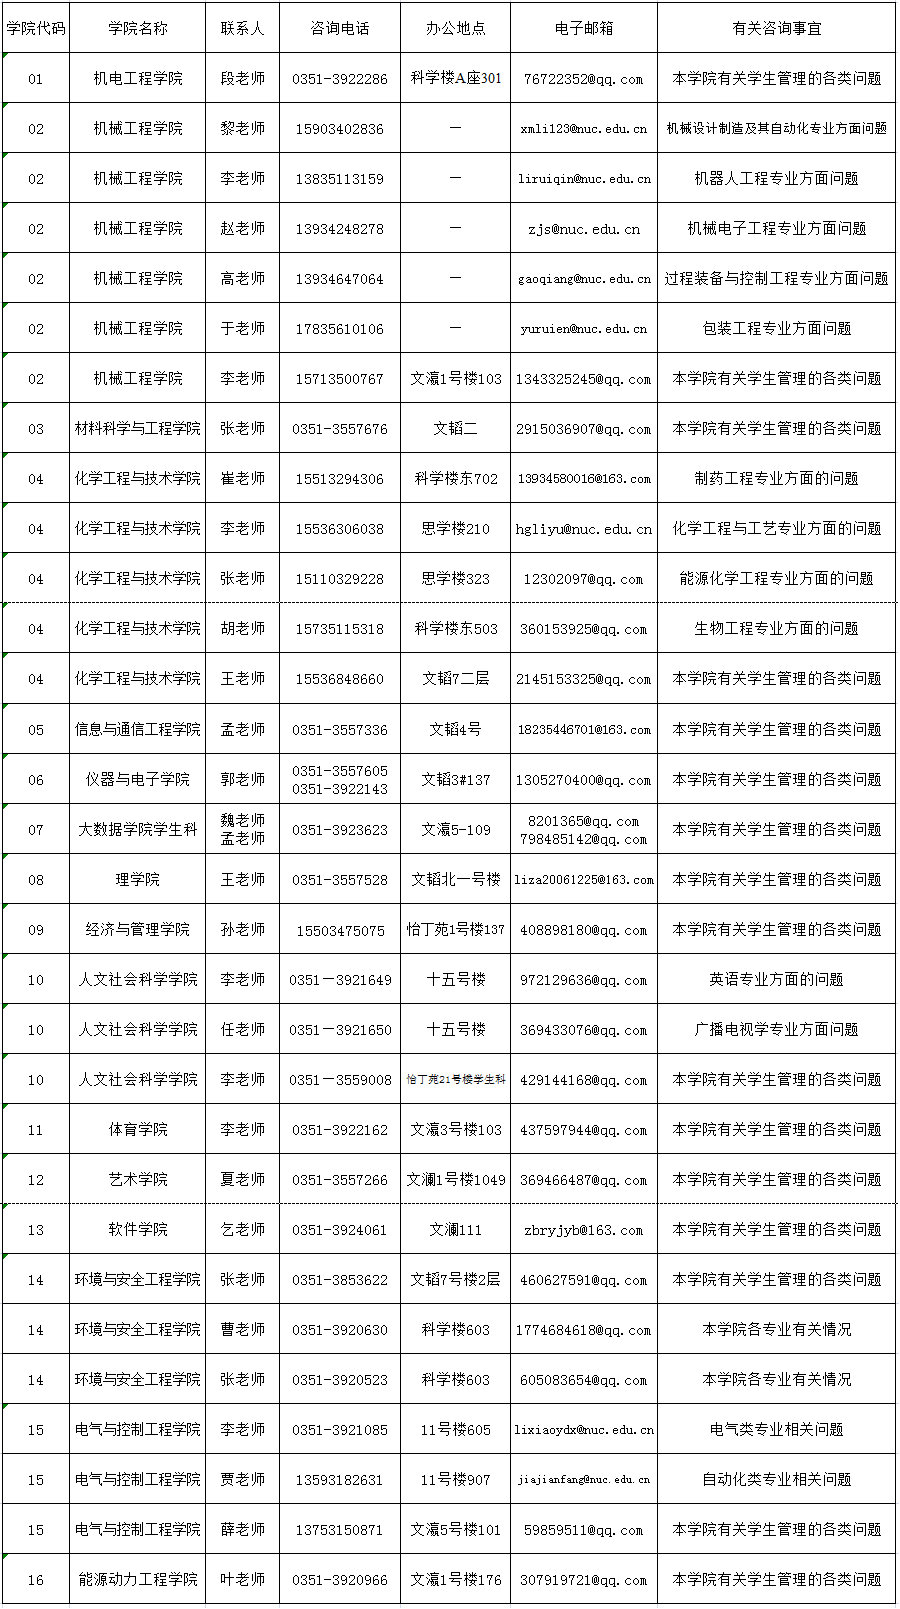 学院代码 学院名称 联系人 咨询电话 办公地点 电子邮箱 有关咨询事宜
01 机电工程学院 段老师 0351-3922286 科学楼A座301 76722352@qq.com 本学院有关学生管理的各类问题
02 机械工程学院 黎老师 15903402836 — xmli123@nuc.edu.cn 机械设计制造及其自动化专业方面问题
02 机械工程学院 李老师 13835113159 — liruiqin@nuc.edu.cn 机器人工程专业方面问题
02 机械工程学院 赵老师 13934248278 — zjs@nuc.edu.cn 机械电子工程专业方面问题
02 机械工程学院 高老师 13934647064 — gaoqiang@nuc.edu.cn 过程装备与控制工程专业方面问题
02 机械工程学院 于老师 17835610106 — yuruien@nuc.edu.cn 包装工程专业方面问题
02 机械工程学院 李老师 15713500767 文瀛1号楼103 1343325245@qq.com 本学院有关学生管理的各类问题
03 材料科学与工程学院 张老师 0351-3557676 文韬二 2915036907@qq.com 本学院有关学生管理的各类问题
04 化学工程与技术学院 崔老师 15513294306 科学楼东702 13934580016@163.com 制药工程专业方面的问题
04 化学工程与技术学院 李老师 15536306038 思学楼210 hgliyu@nuc.edu.cn 化学工程与工艺专业方面的问题
04 化学工程与技术学院 张老师 15110329228 思学楼323 12302097@qq.com 能源化学工程专业方面的问题
04 化学工程与技术学院 胡老师 15735115318 科学楼东503 360153925@qq.com 生物工程专业方面的问题
04 化学工程与技术学院 王老师 15536848660 文韬7二层 2145153325@qq.com 本学院有关学生管理的各类问题
05 信息与通信工程学院 孟老师 0351-3557336 文韬4号 18235446701@163.com 本学院有关学生管理的各类问题
06 仪器与电子学院 郭老师 0351-3557605 0351-3922143 文韬3#137 1305270400@qq.com 本学院有关学生管理的各类问题
07 大数据学院学生科 魏老师 孟老师 0351-3923623 文瀛5-109 8201365@qq.com 798485142@qq.com 本学院有关学生管理的各类问题
08 理学院 王老师 0351-3557528 文韬北一号楼 liza20061225@163.com 本学院有关学生管理的各类问题
09 经济与管理学院 孙老师 15503475075 怡丁苑1号楼137 408898180@qq.com 本学院有关学生管理的各类问题
10 人文社会科学学院 李老师 0351—3921649 十五号楼 972129636@qq.com 英语专业方面的问题
10 人文社会科学学院 任老师 0351—3921650 十五号楼 369433076@qq.com 广播电视学专业方面问题
10 人文社会科学学院 李老师 0351—3559008 怡丁苑21号楼学生科 429144168@qq.com 本学院有关学生管理的各类问题
11 体育学院 李老师 0351-3922162 文瀛3号楼103 437597944@qq.com 本学院有关学生管理的各类问题
12 艺术学院 夏老师 0351-3557266 文澜1号楼1049 369466487@qq.com 本学院有关学生管理的各类问题
13 软件学院 乞老师 0351-3924061 文澜111 zbryjyb@163.com 本学院有关学生管理的各类问题
14 环境与安全工程学院 张老师 0351-3853622 文韬7号楼2层 460627591@qq.com 本学院有关学生管理的各类问题
14 环境与安全工程学院 曹老师 0351-3920630 科学楼603 1774684618@qq.com 本学院各专业有关情况
14 环境与安全工程学院 张老师 0351-3920523 科学楼603 605083654@qq.com 本学院各专业有关情况
15 电气与控制工程学院 李老师 0351-3921085 11号楼605 lixiaoydx@nuc.edu.cn 电气类专业相关问题
15 电气与控制工程学院 贾老师 13593182631 11号楼907 jiajianfang@nuc.edu.cn 自动化类专业相关问题
15 电气与控制工程学院 薛老师 13753150871 文瀛5号楼101 59859511@qq.com 本学院有关学生管理的各类问题
16 能源动力工程学院 叶老师 0351-3920966 文瀛1号楼176 307919721@qq.com 本学院有关学生管理的各类问题